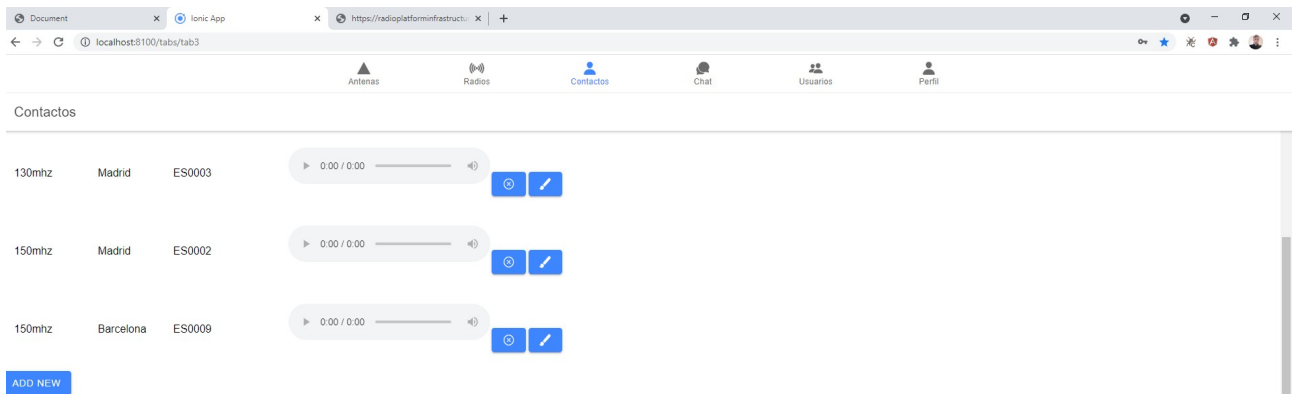 Document
Ionic App
https://radioplatforminfrastructu
localhost:8100/tabs/tab3
Antenas Radios Contactos Chat Usuarios Perfil
Contactos
130mhz Madrid ES0003 0:00 / 0:00
150mhz Madrid ES0002 0:00 / 0:00
150mhz Barcelona ES0009 0:00 / 0:00
ADD NEW